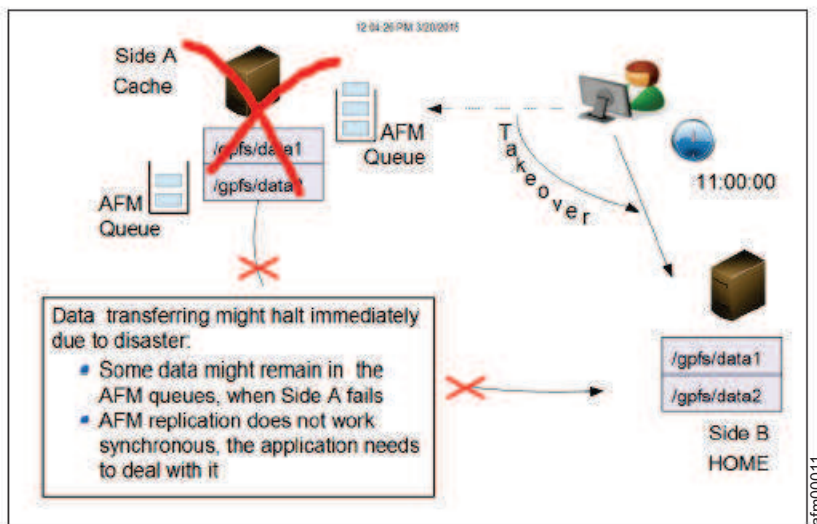 12:04:26 PM 3/20/2015
Side A
Cache
/gpfs/data1
/gpfs/data2
AFM
Queue
AFM
Queue
Takeover
11:00:00
Data transferring might halt immediately
due to disaster:
Some data might remain in the
AFM queues, when Side A fails
AFM replication does not work
synchronous, the application needs
to deal with it
/gpfs/data1
/gpfs/data2
Side B
HOME
afm00011